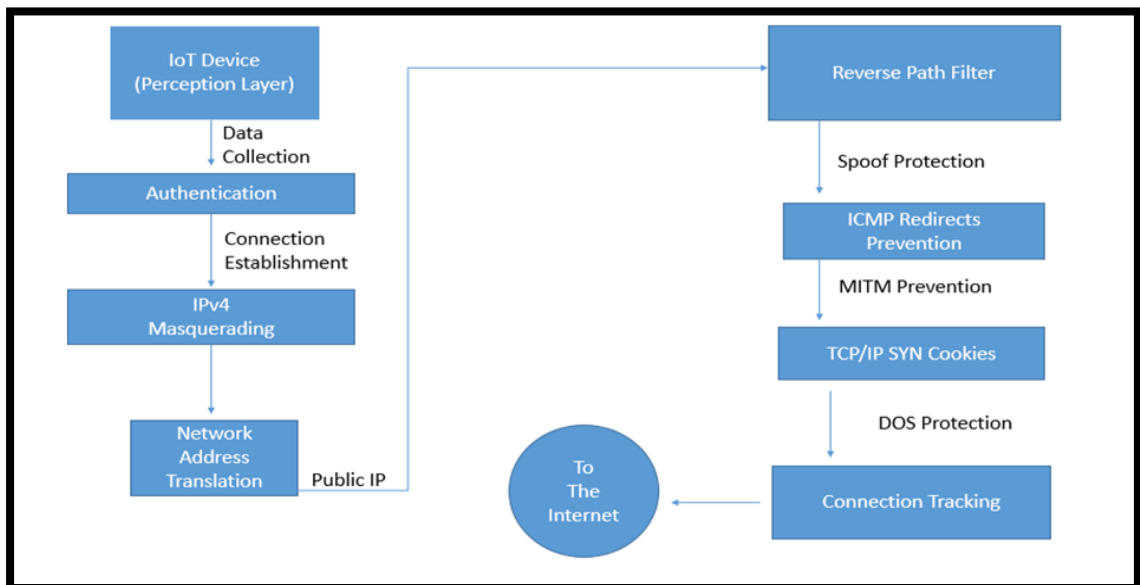 IoT Device
(Perception Layer)
Data
Collection
Authentication
Connection
Establishment
IPv4
Masquerading
Network
Address
Translation
Public IP
Reverse Path Filter
Spoof Protection
ICMP Redirects
Prevention
MITM Prevention
TCP/IP SYN Cookies
DOS Protection
Connection Tracking
To
The
Internet